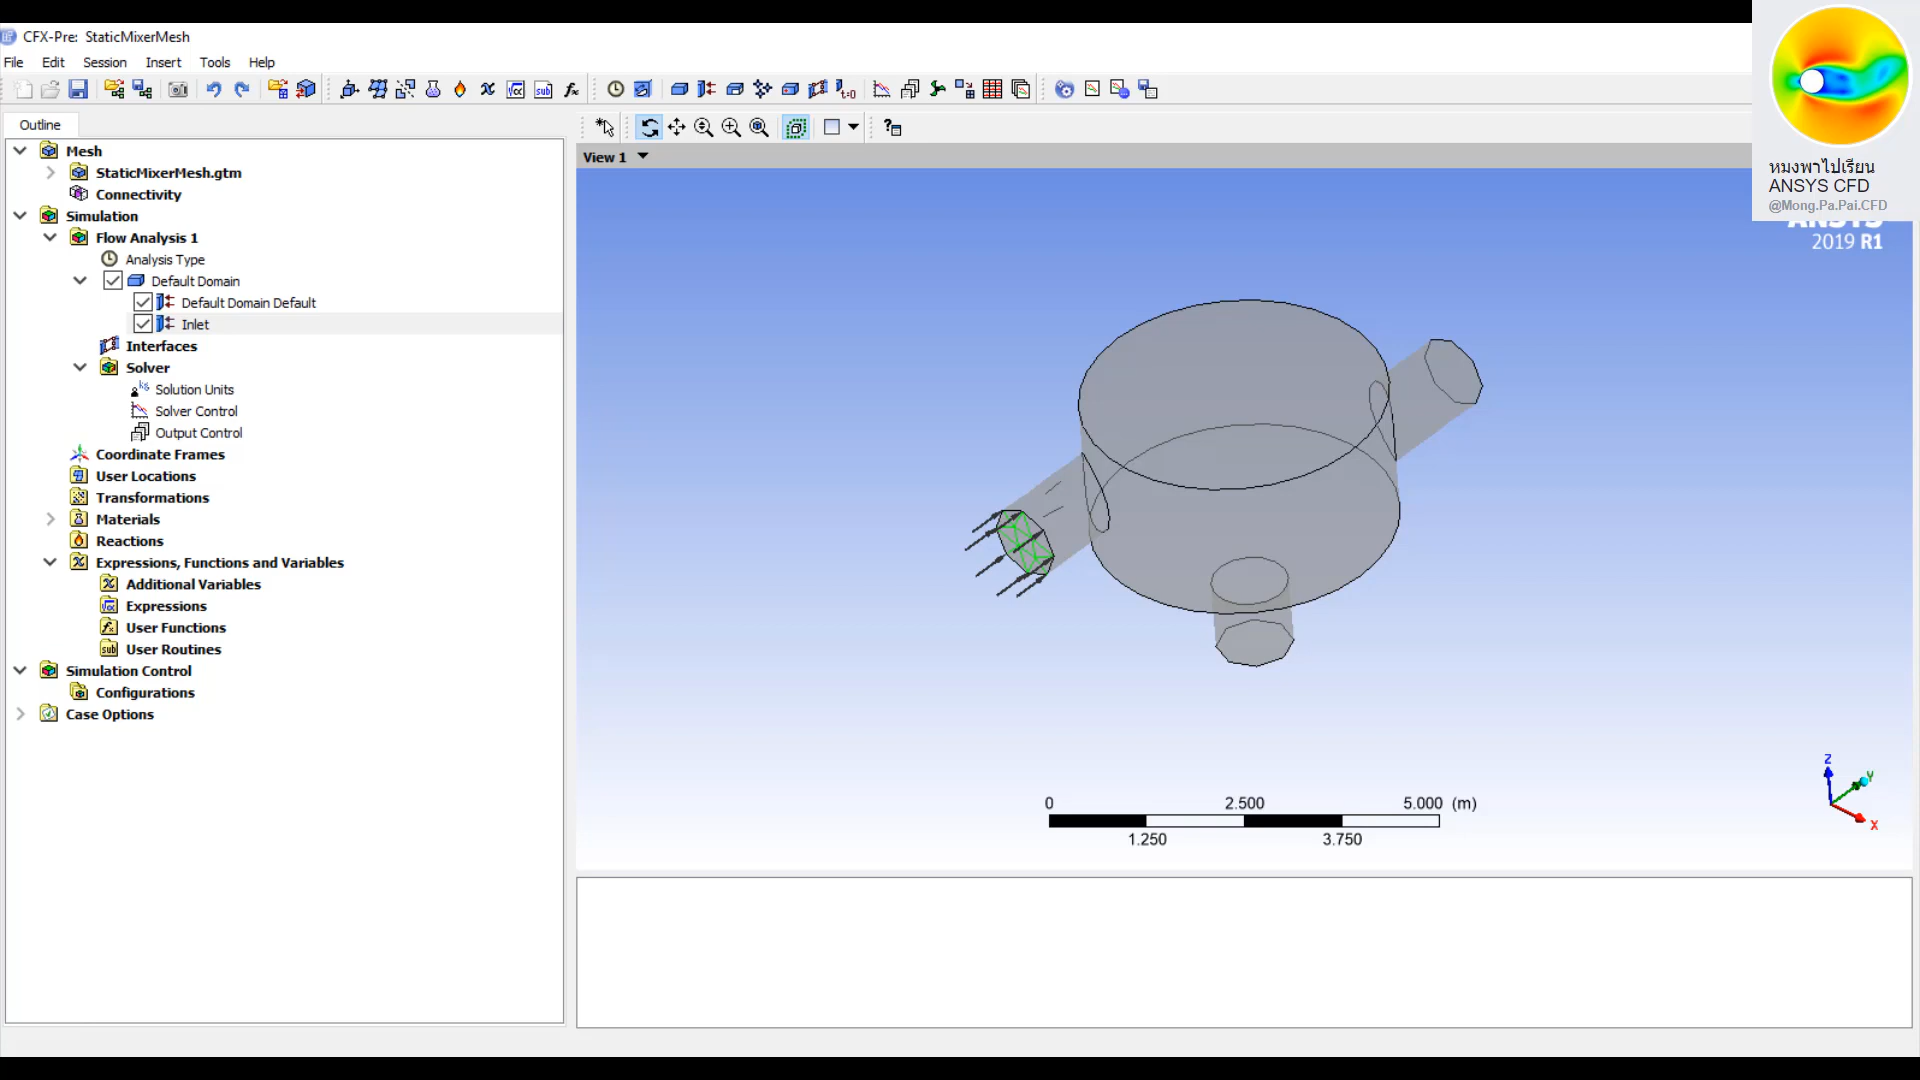 CFX-Pre: StaticMixerMesh
File Edit Session Insert Tools Help
Outline
Mesh
StaticMixerMesh.gtm
Connectivity
Simulation
Flow Analysis 1
Analysis Type
Default Domain
Default Domain Default
Inlet
Interfaces
Solver
Solution Units
Solver Control
Output Control
Coordinate Frames
User Locations
Transformations
Materials
Reactions
Expressions, Functions and Variables
Additional Variables
Expressions
User Functions
User Routines
Simulation Control
Configurations
Case Options
View 1
หมงพาไปเรียน
ANSYS CFD
@Mong.Pa.Pai.CFD
ANSYS
2019 R1
0 2.500 5.000 (m)
1.250 3.750
Z
Y
X